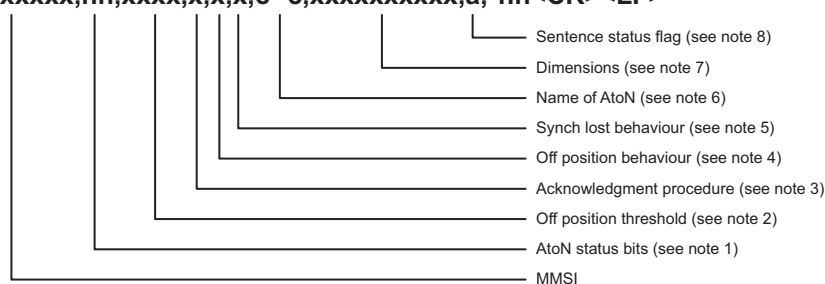 Sentence status flag (see note 8)
Dimensions (see note 7)
Name of AtoN (see note 6)
Synch lost behaviour (see note 5)
Off position behaviour (see note 4)
Acknowledgment procedure (see note 3)
Off position threshold (see note 2)
AtoN status bits (see note 1)
MMSI